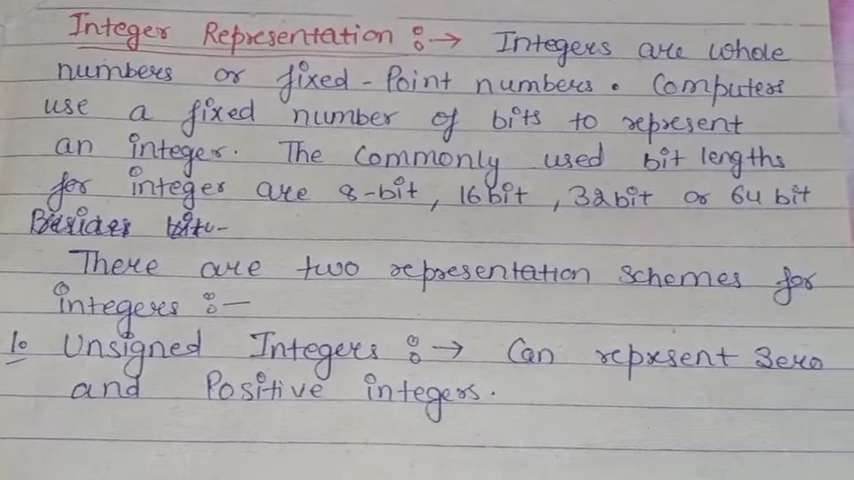 Integer Representation :→ Integers are whole
numbers or fixed-Point numbers. Computers
use a fixed number of bits to represent
an integer. The Commonly used bit lengths
for integer are 8-bit, 16bit, 32bit or 64 bit
Besides
There are two representation schemes for
integers :-
1. Unsigned Integers :→ Can represent zero
and Positive integers.